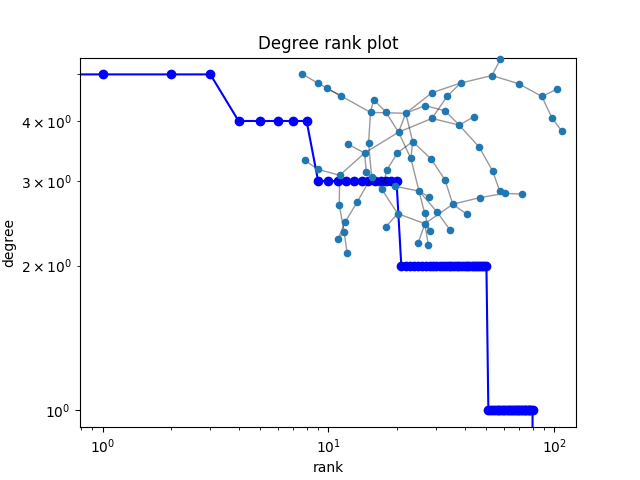 Degree rank plot
degree
4 × 10⁰
3 × 10⁰
2 × 10⁰
10⁰
10⁰
10¹
10²
rank